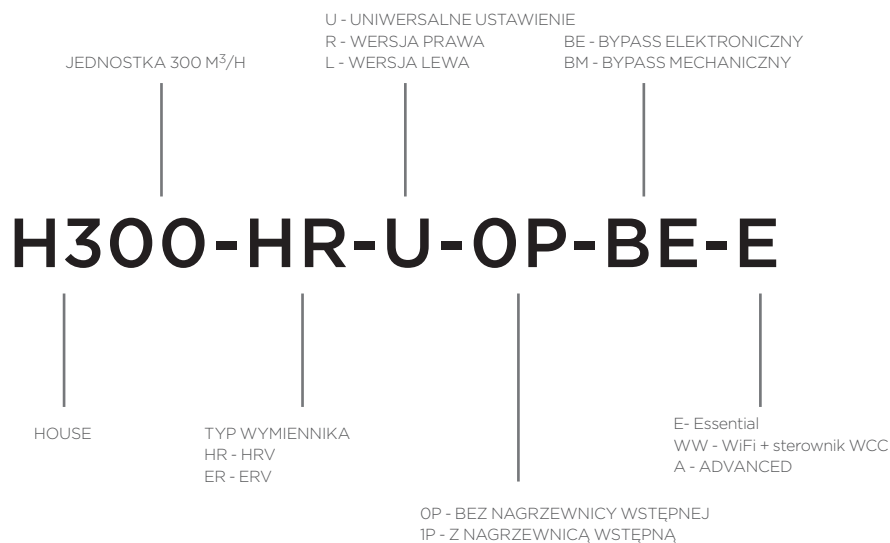 U - UNIWERSALNE USTAWIENIE
R - WERSJA PRAWA
L - WERSJA LEWA
BE - BYPASS ELEKTRONICZNY
BM - BYPASS MECHANICZNY
JEDNOSTKA 300 M³/H
H300-HR-U-0P-BE-E
HOUSE
TYP WYMIENNIKA
HR - HRV
ER - ERV
E- Essential
WW - WiFi + sterownik WCC
A - ADVANCED
0P - BEZ NAGRZEWNICY WSTĘPNEJ
1P - Z NAGRZEWNICĄ WSTĘPNĄ